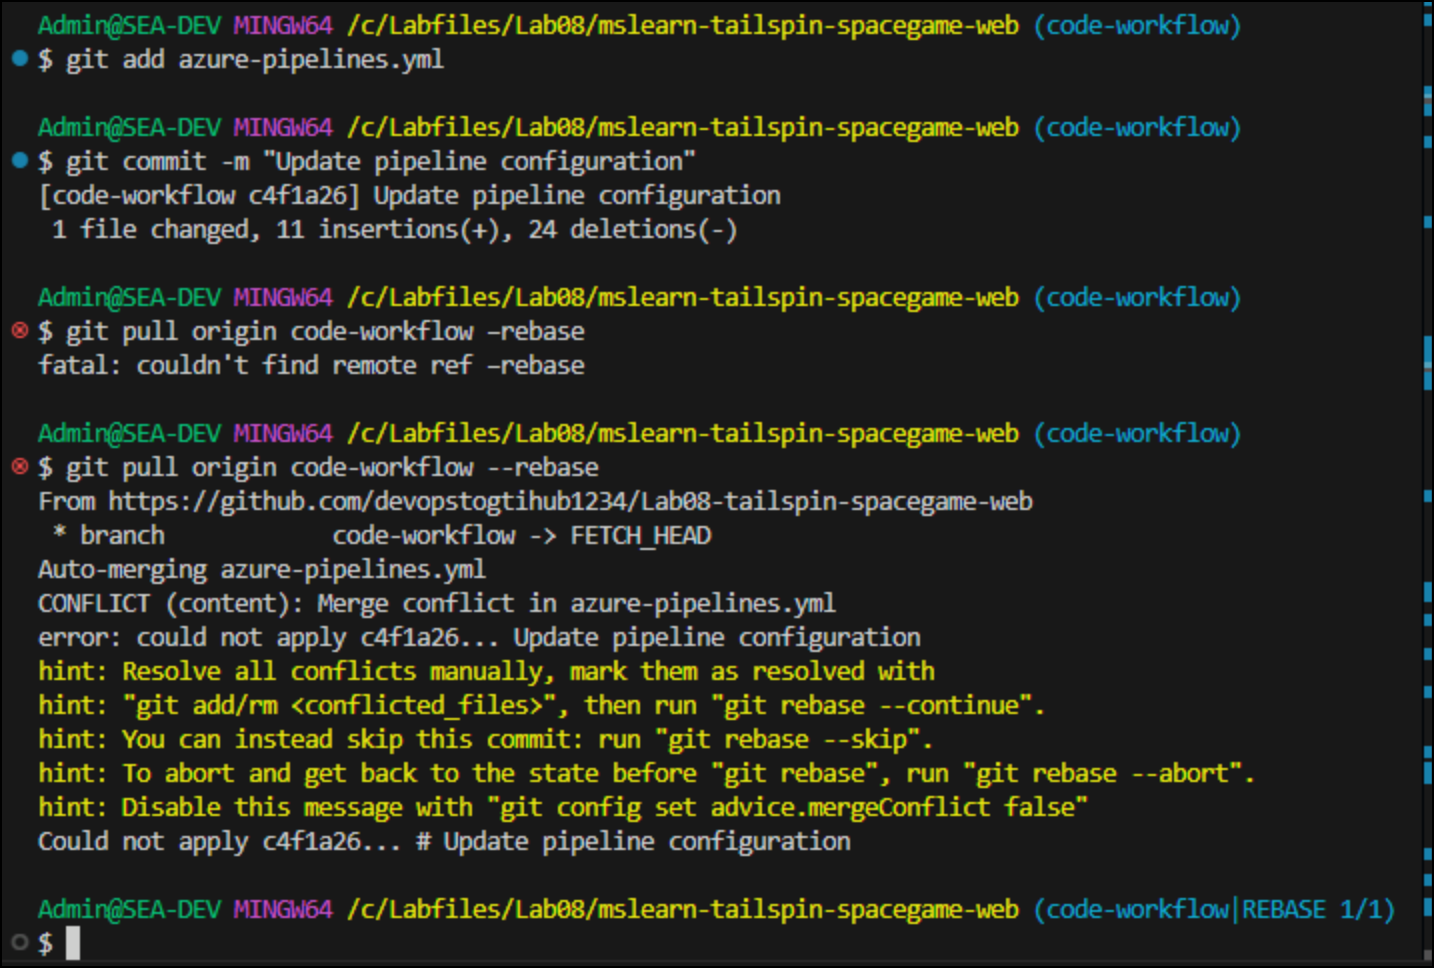 Admin@SEA-DEV MINGW64 /c/Labfiles/Lab08/mslearn-tailspin-spacegame-web (code-workflow)
$ git add azure-pipelines.yml
Admin@SEA-DEV MINGW64 /c/Labfiles/Lab08/mslearn-tailspin-spacegame-web (code-workflow)
$ git commit -m "Update pipeline configuration"
[code-workflow c4f1a26] Update pipeline configuration
 1 file changed, 11 insertions(+), 24 deletions(-)
Admin@SEA-DEV MINGW64 /c/Labfiles/Lab08/mslearn-tailspin-spacegame-web (code-workflow)
$ git pull origin code-workflow –rebase
fatal: couldn't find remote ref –rebase
Admin@SEA-DEV MINGW64 /c/Labfiles/Lab08/mslearn-tailspin-spacegame-web (code-workflow)
$ git pull origin code-workflow --rebase
From https://github.com/devopstogtihub1234/Lab08-tailspin-spacegame-web
 * branch            code-workflow -> FETCH_HEAD
Auto-merging azure-pipelines.yml
CONFLICT (content): Merge conflict in azure-pipelines.yml
error: could not apply c4f1a26... Update pipeline configuration
hint: Resolve all conflicts manually, mark them as resolved with
hint: "git add/rm <conflicted_files>", then run "git rebase --continue".
hint: You can instead skip this commit: run "git rebase --skip".
hint: To abort and get back to the state before "git rebase", run "git rebase --abort".
hint: Disable this message with "git config set advice.mergeConflict false"
Could not apply c4f1a26... # Update pipeline configuration
Admin@SEA-DEV MINGW64 /c/Labfiles/Lab08/mslearn-tailspin-spacegame-web (code-workflow|REBASE 1/1)
$